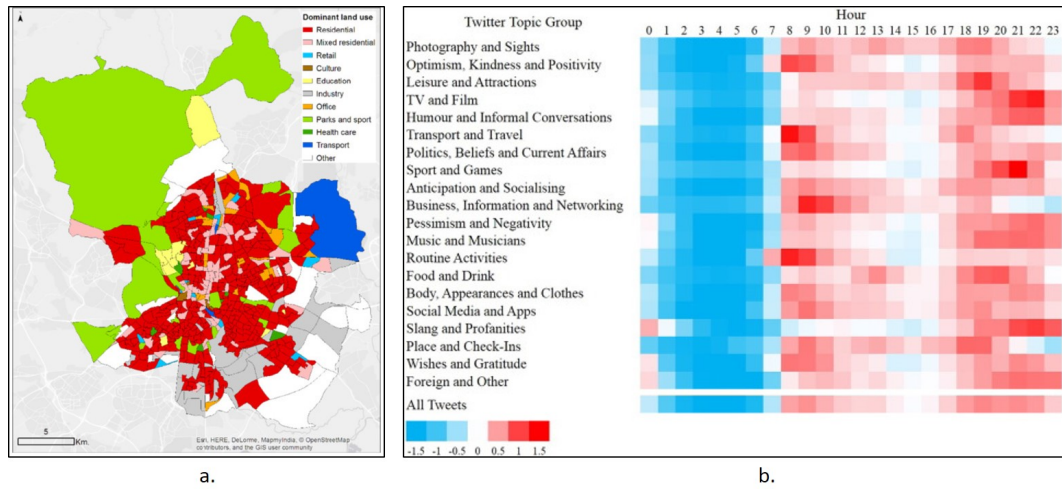 Dominant land use
Residential
Mixed residential
Retail
Culture
Education
Industry
Office
Parks and sport
Health care
Transport
Other
5
Km.
Esri, HERE, DeLorme, MapmyIndia, © OpenStreetMap
contributors, and the GIS user community
a.
Twitter Topic Group
Hour
0 1 2 3 4 5 6 7 8 9 10 11 12 13 14 15 16 17 18 19 20 21 22 23
Photography and Sights
Optimism, Kindness and Positivity
Leisure and Attractions
TV and Film
Humour and Informal Conversations
Transport and Travel
Politics, Beliefs and Current Affairs
Sport and Games
Anticipation and Socialising
Business, Information and Networking
Pessimism and Negativity
Music and Musicians
Routine Activities
Food and Drink
Body, Appearances and Clothes
Social Media and Apps
Slang and Profanities
Place and Check-Ins
Wishes and Gratitude
Foreign and Other
All Tweets
-1.5 -1 -0.5 0 0.5 1 1.5
b.